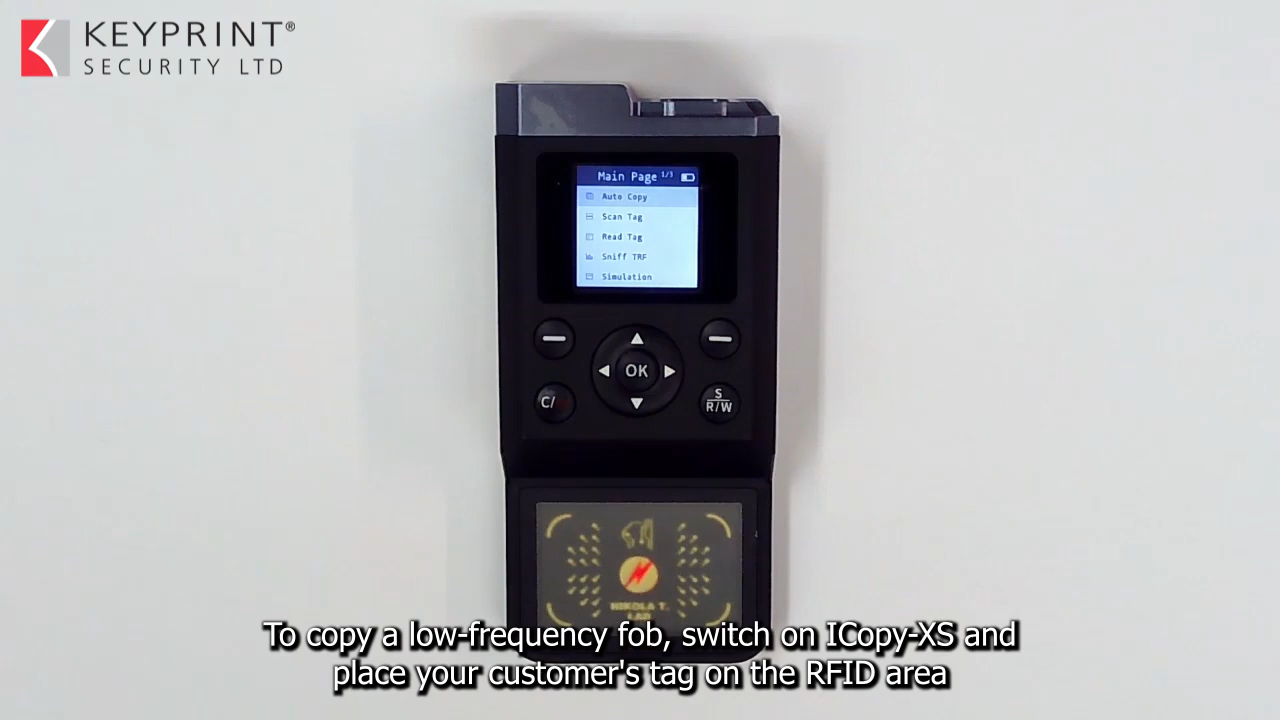 KEYPRINT®
SECURITY LTD
Main Page 1/3
Auto Copy
Scan Tag
Read Tag
Sniff TRF
Simulation
OK
C/
S
R/W
NIKOLA T.
LAB
To copy a low-frequency fob, switch on ICopy-XS and
place your customer's tag on the RFID area